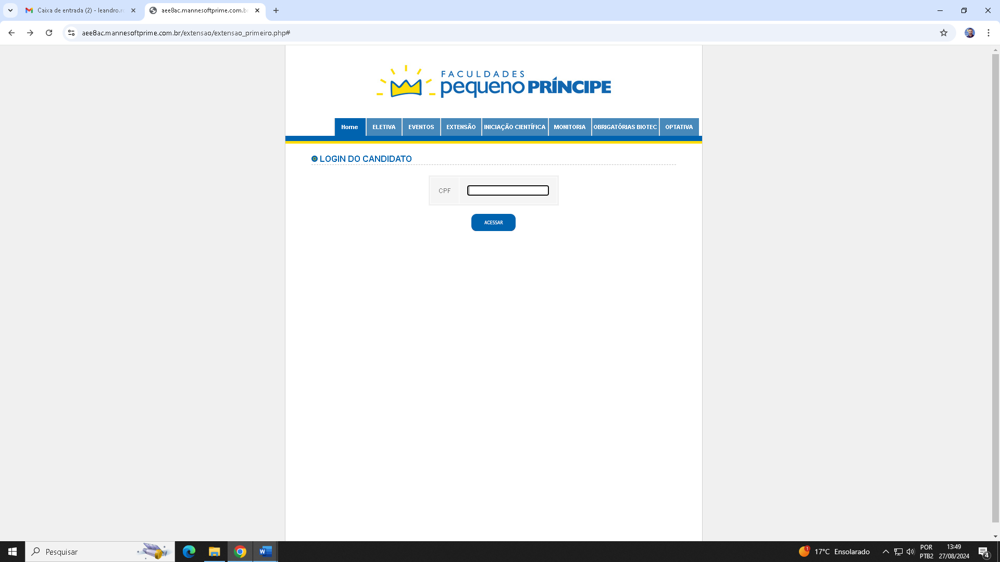 Caixa de entrada (2) - leandro.r
aee8ac.mannesoftprime.com.b
aee8ac.mannesoftprime.com.br/extensao/extensao_primeiro.php#
FACULDADES
pequeno PRÍNCIPE
Home ELETIVA EVENTOS EXTENSÃO INICIAÇÃO CIENTÍFICA MONITORIA OBRIGATÓRIAS BIOTEC OPTATIVA
LOGIN DO CANDIDATO
CPF
ACESSAR
Pesquisar
1
17°C Ensolarado
POR
PTB2
13:49
27/08/2024
4